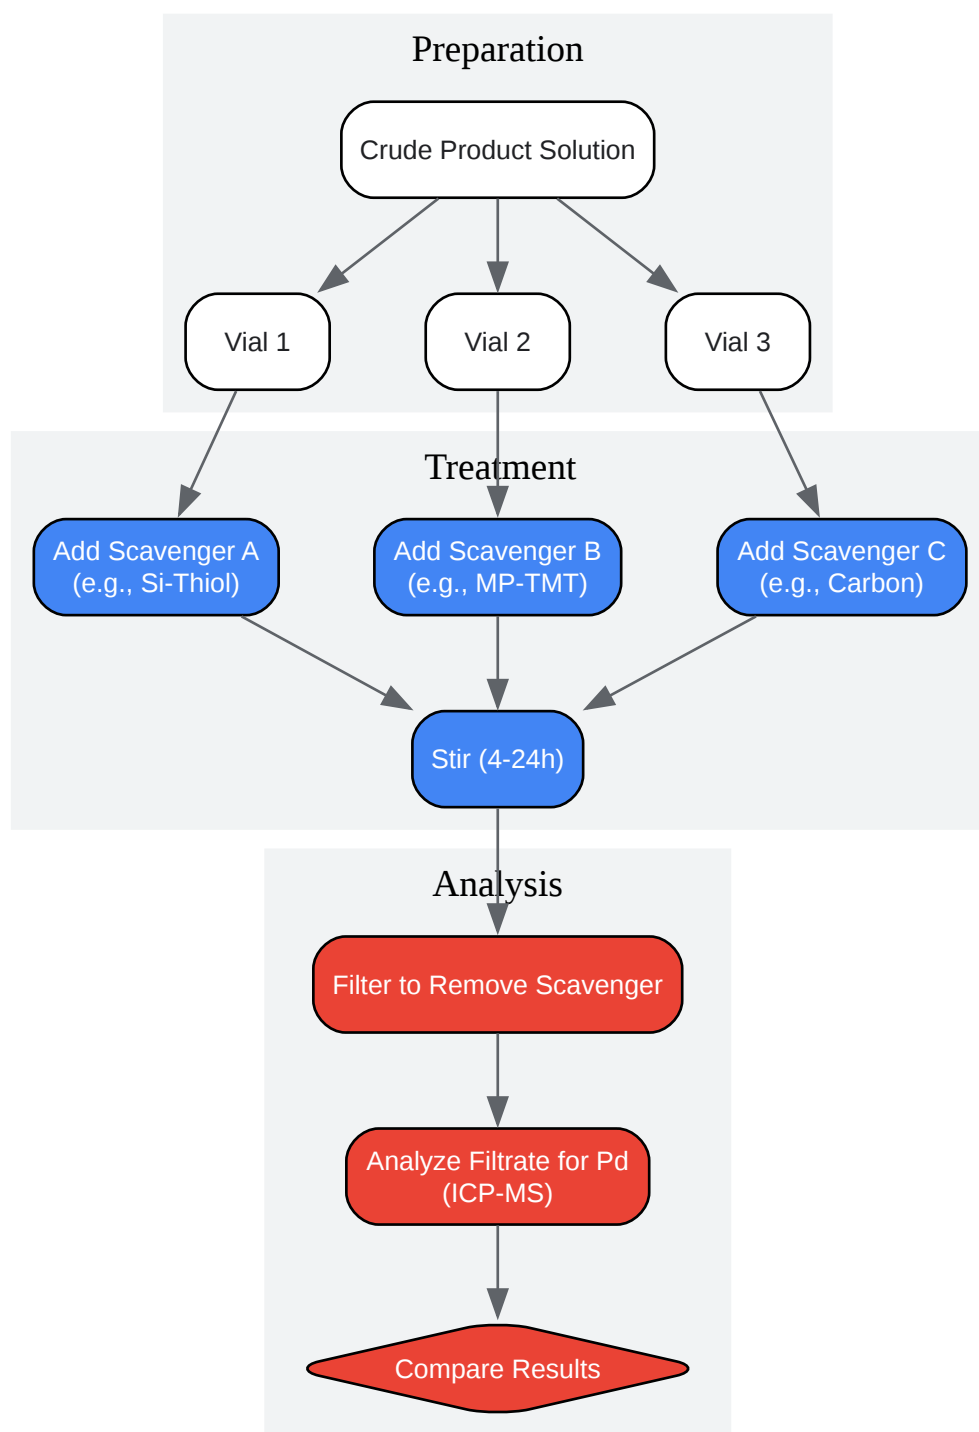 Preparation
Crude Product Solution
Vial 1
Vial 2
Vial 3
Treatment
Add Scavenger A
(e.g., Si-Thiol)
Add Scavenger B
(e.g., MP-TMT)
Add Scavenger C
(e.g., Carbon)
Stir (4-24h)
Analysis
Filter to Remove Scavenger
Analyze Filtrate for Pd
(ICP-MS)
Compare Results